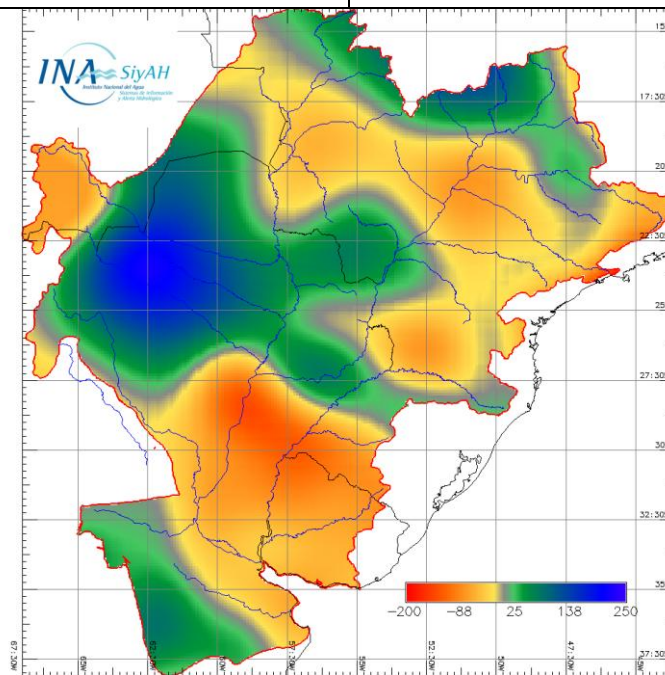 15
INA SiyAH
Instituto Nacional del Agua
Sistemas de Información
y Alerta Hidrológico
17:30
20
22:30
25
27:30
30
32:30
35
-200 -88 25 138 250
37:30
67:30W 65W 62:30W 60W 57:30W 55W 52:30W 50W 47:30W